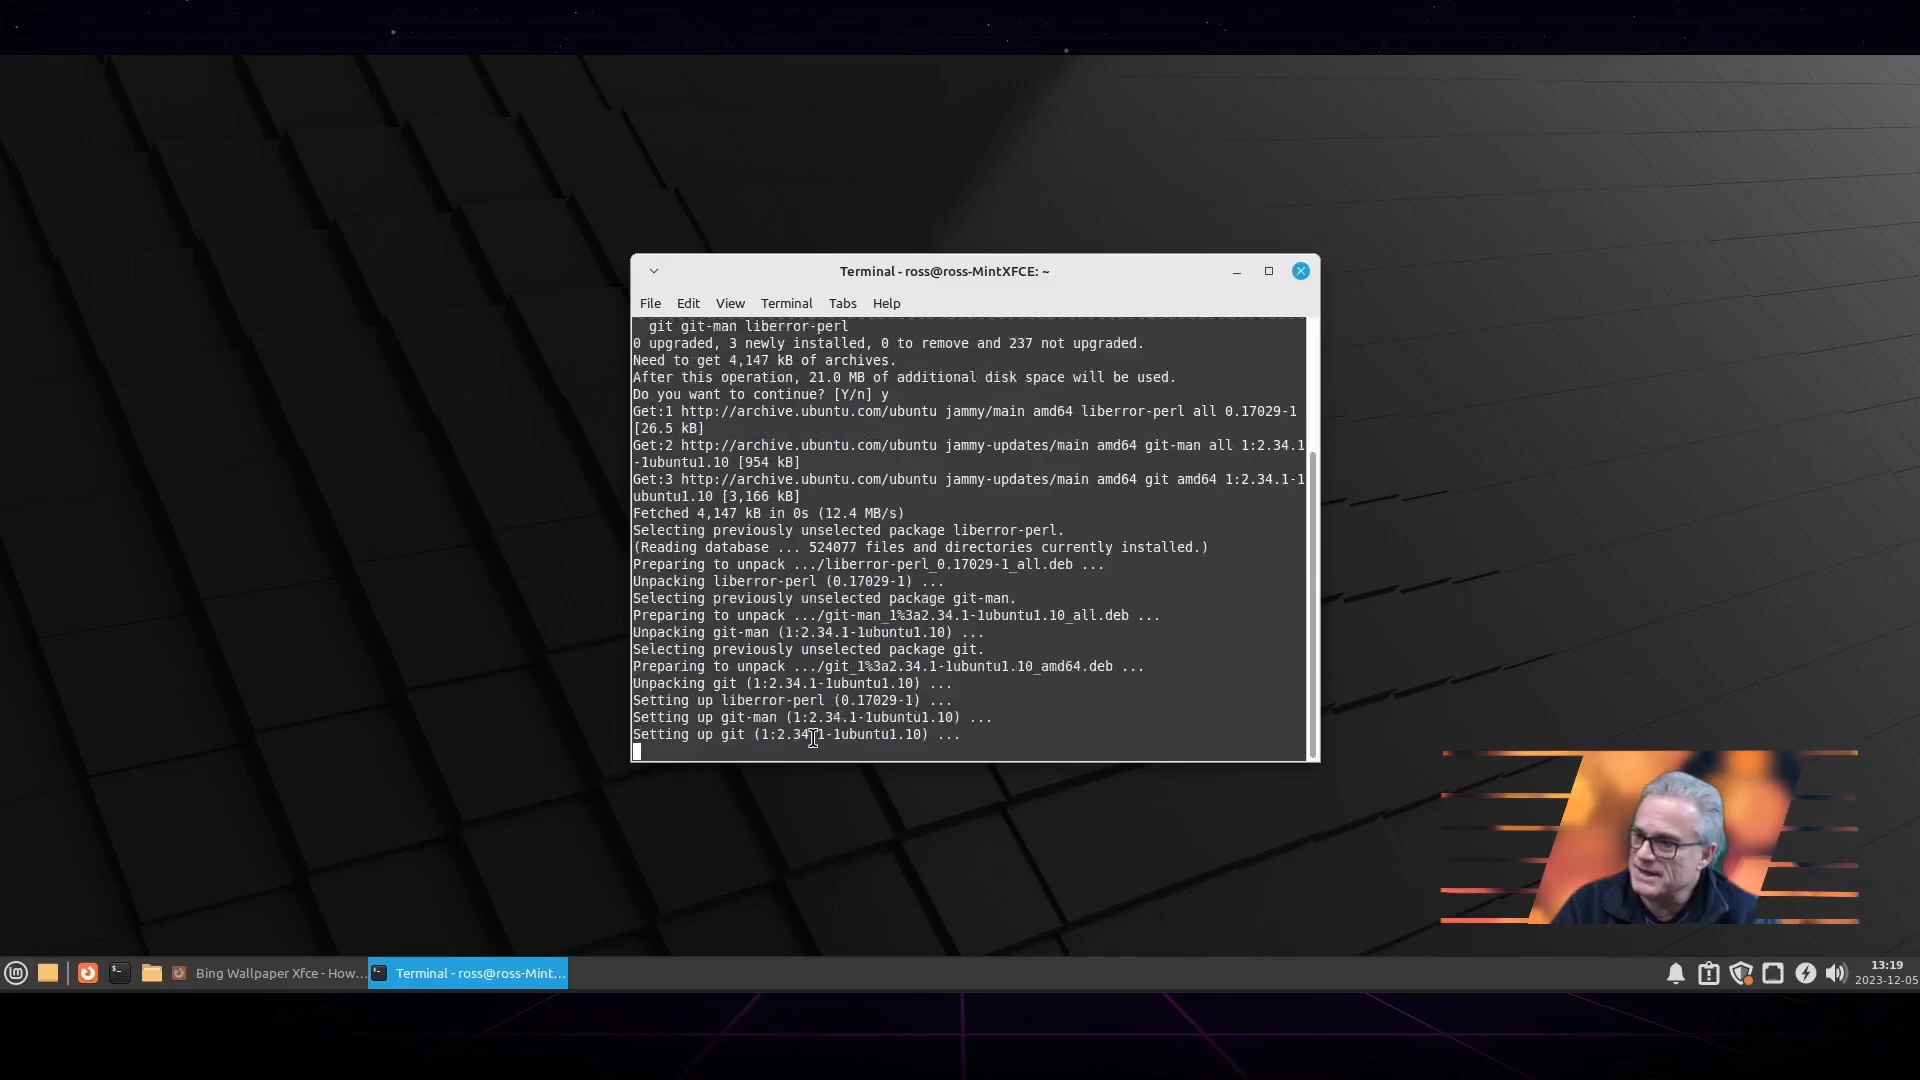 Terminal - ross@ross-MintXFCE: ~
File Edit View Terminal Tabs Help
git git-man liberror-perl
0 upgraded, 3 newly installed, 0 to remove and 237 not upgraded.
Need to get 4,147 kB of archives.
After this operation, 21.0 MB of additional disk space will be used.
Do you want to continue? [Y/n] y
Get:1 http://archive.ubuntu.com/ubuntu jammy/main amd64 liberror-perl all 0.17029-1
[26.5 kB]
Get:2 http://archive.ubuntu.com/ubuntu jammy-updates/main amd64 git-man all 1:2.34.1
-1ubuntu1.10 [954 kB]
Get:3 http://archive.ubuntu.com/ubuntu jammy-updates/main amd64 git amd64 1:2.34.1-1
ubuntu1.10 [3,166 kB]
Fetched 4,147 kB in 0s (12.4 MB/s)
Selecting previously unselected package liberror-perl.
(Reading database ... 524077 files and directories currently installed.)
Preparing to unpack .../liberror-perl_0.17029-1_all.deb ...
Unpacking liberror-perl (0.17029-1) ...
Selecting previously unselected package git-man.
Preparing to unpack .../git-man_1%3a2.34.1-1ubuntu1.10_all.deb ...
Unpacking git-man (1:2.34.1-1ubuntu1.10) ...
Selecting previously unselected package git.
Preparing to unpack .../git_1%3a2.34.1-1ubuntu1.10_amd64.deb ...
Unpacking git (1:2.34.1-1ubuntu1.10) ...
Setting up liberror-perl (0.17029-1) ...
Setting up git-man (1:2.34.1-1ubuntu1.10) ...
Setting up git (1:2.34.1-1ubuntu1.10) ...
Bing Wallpaper Xfce - How...
Terminal - ross@ross-Mint...
13:19
2023-12-05